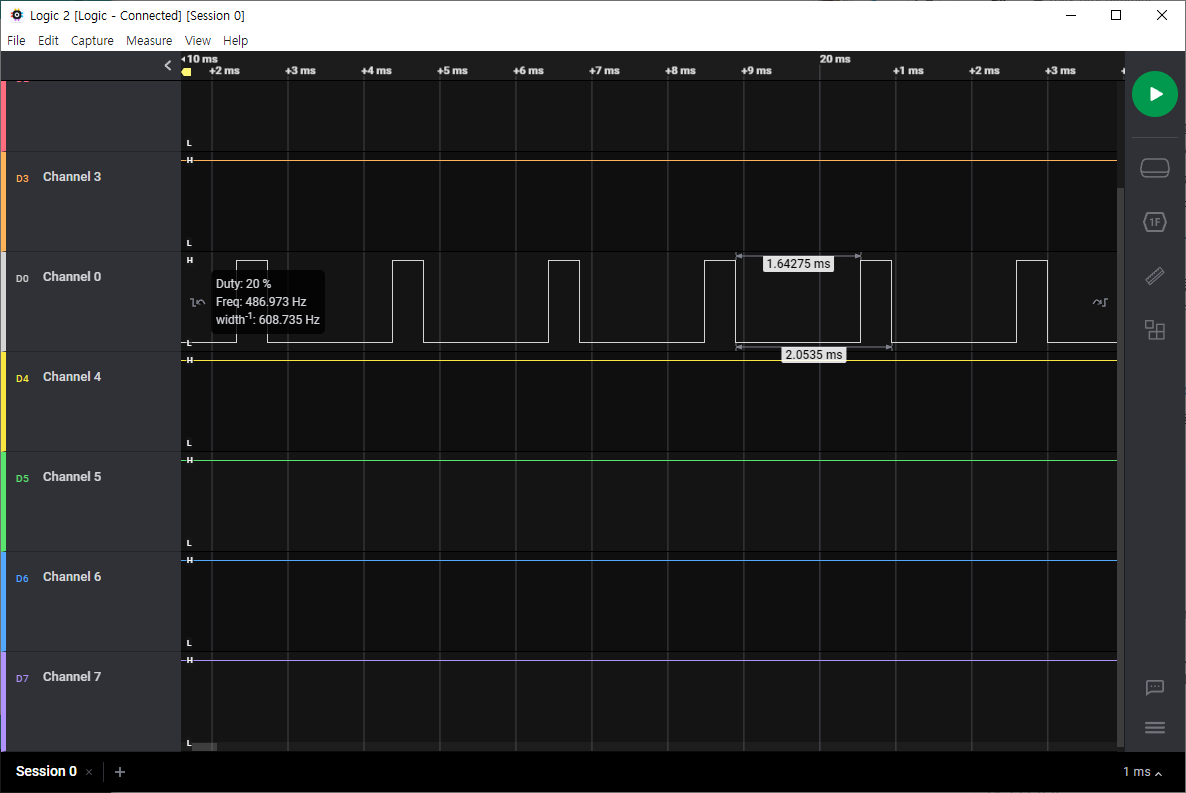 Logic 2 [Logic - Connected] [Session 0]
File Edit Capture Measure View Help
10 ms 20 ms
+2 ms +3 ms +4 ms +5 ms +6 ms +7 ms +8 ms +9 ms +1 ms +2 ms +3 ms
L
H
D3 Channel 3
L
H
D0 Channel 0
1.64275 ms
Duty: 20 %
Freq: 486.973 Hz
width-1: 608.735 Hz
L
2.0535 ms
H
D4 Channel 4
L
H
D5 Channel 5
L
H
D6 Channel 6
L
H
D7 Channel 7
L
1F
Session 0 × +
1 ms